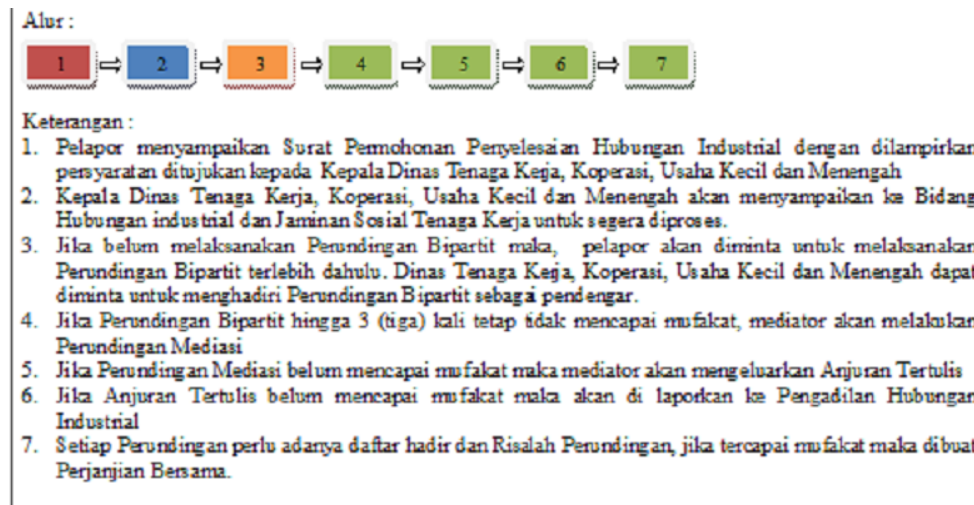 Alur :
1 ⇨ 2 ⇨ 3 ⇨ 4 ⇨ 5 ⇨ 6 ⇨ 7
Keterangan :
1. Pelapor menyampaikan Surat Permohonan Penyelesaian Hubungan Industrial dengan dilampirkan
persyaratan ditujukan kepada Kepala Dinas Tenaga Kerja, Koperasi, Usaha Kecil dan Menengah
2. Kepala Dinas Tenaga Kerja, Koperasi, Usaha Kecil dan Menengah akan menyampaikan ke Bidang
Hubungan industrial dan Jaminan Sosial Tenaga Kerja untuk segera diproses.
3. Jika belum melaksanakan Perundingan Bipartit maka, pelapor akan diminta untuk melaksanakan
Perundingan Bipartit terlebih dahulu. Dinas Tenaga Kerja, Koperasi, Usaha Kecil dan Menengah dapat
diminta untuk menghadiri Perundingan Bipartit sebagai pendengar.
4. Jika Perundingan Bipartit hingga 3 (tiga) kali tetap tidak mencapai mufakat, mediator akan melakukan
Perundingan Mediasi
5. Jika Perundingan Mediasi belum mencapai mufakat maka mediator akan mengeluarkan Anjuran Tertulis
6. Jika Anjuran Tertulis belum mencapai mufakat maka akan di laporkan ke Pengadilan Hubungan
Industrial
7. Setiap Perundingan perlu adanya daftar hadir dan Risalah Perundingan, jika tercapai mufakat maka dibuat
Perjanjian Bersama.